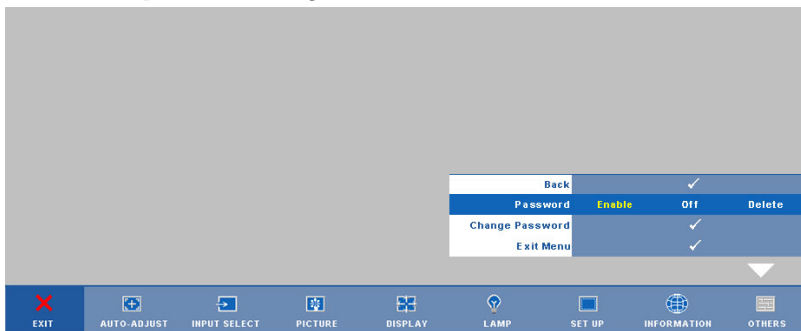 Back
Password Enable Off Delete
Change Password
Exit Menu
EXIT AUTO-ADJUST INPUT SELECT PICTURE DISPLAY LAMP SET UP INFORMATION OTHERS